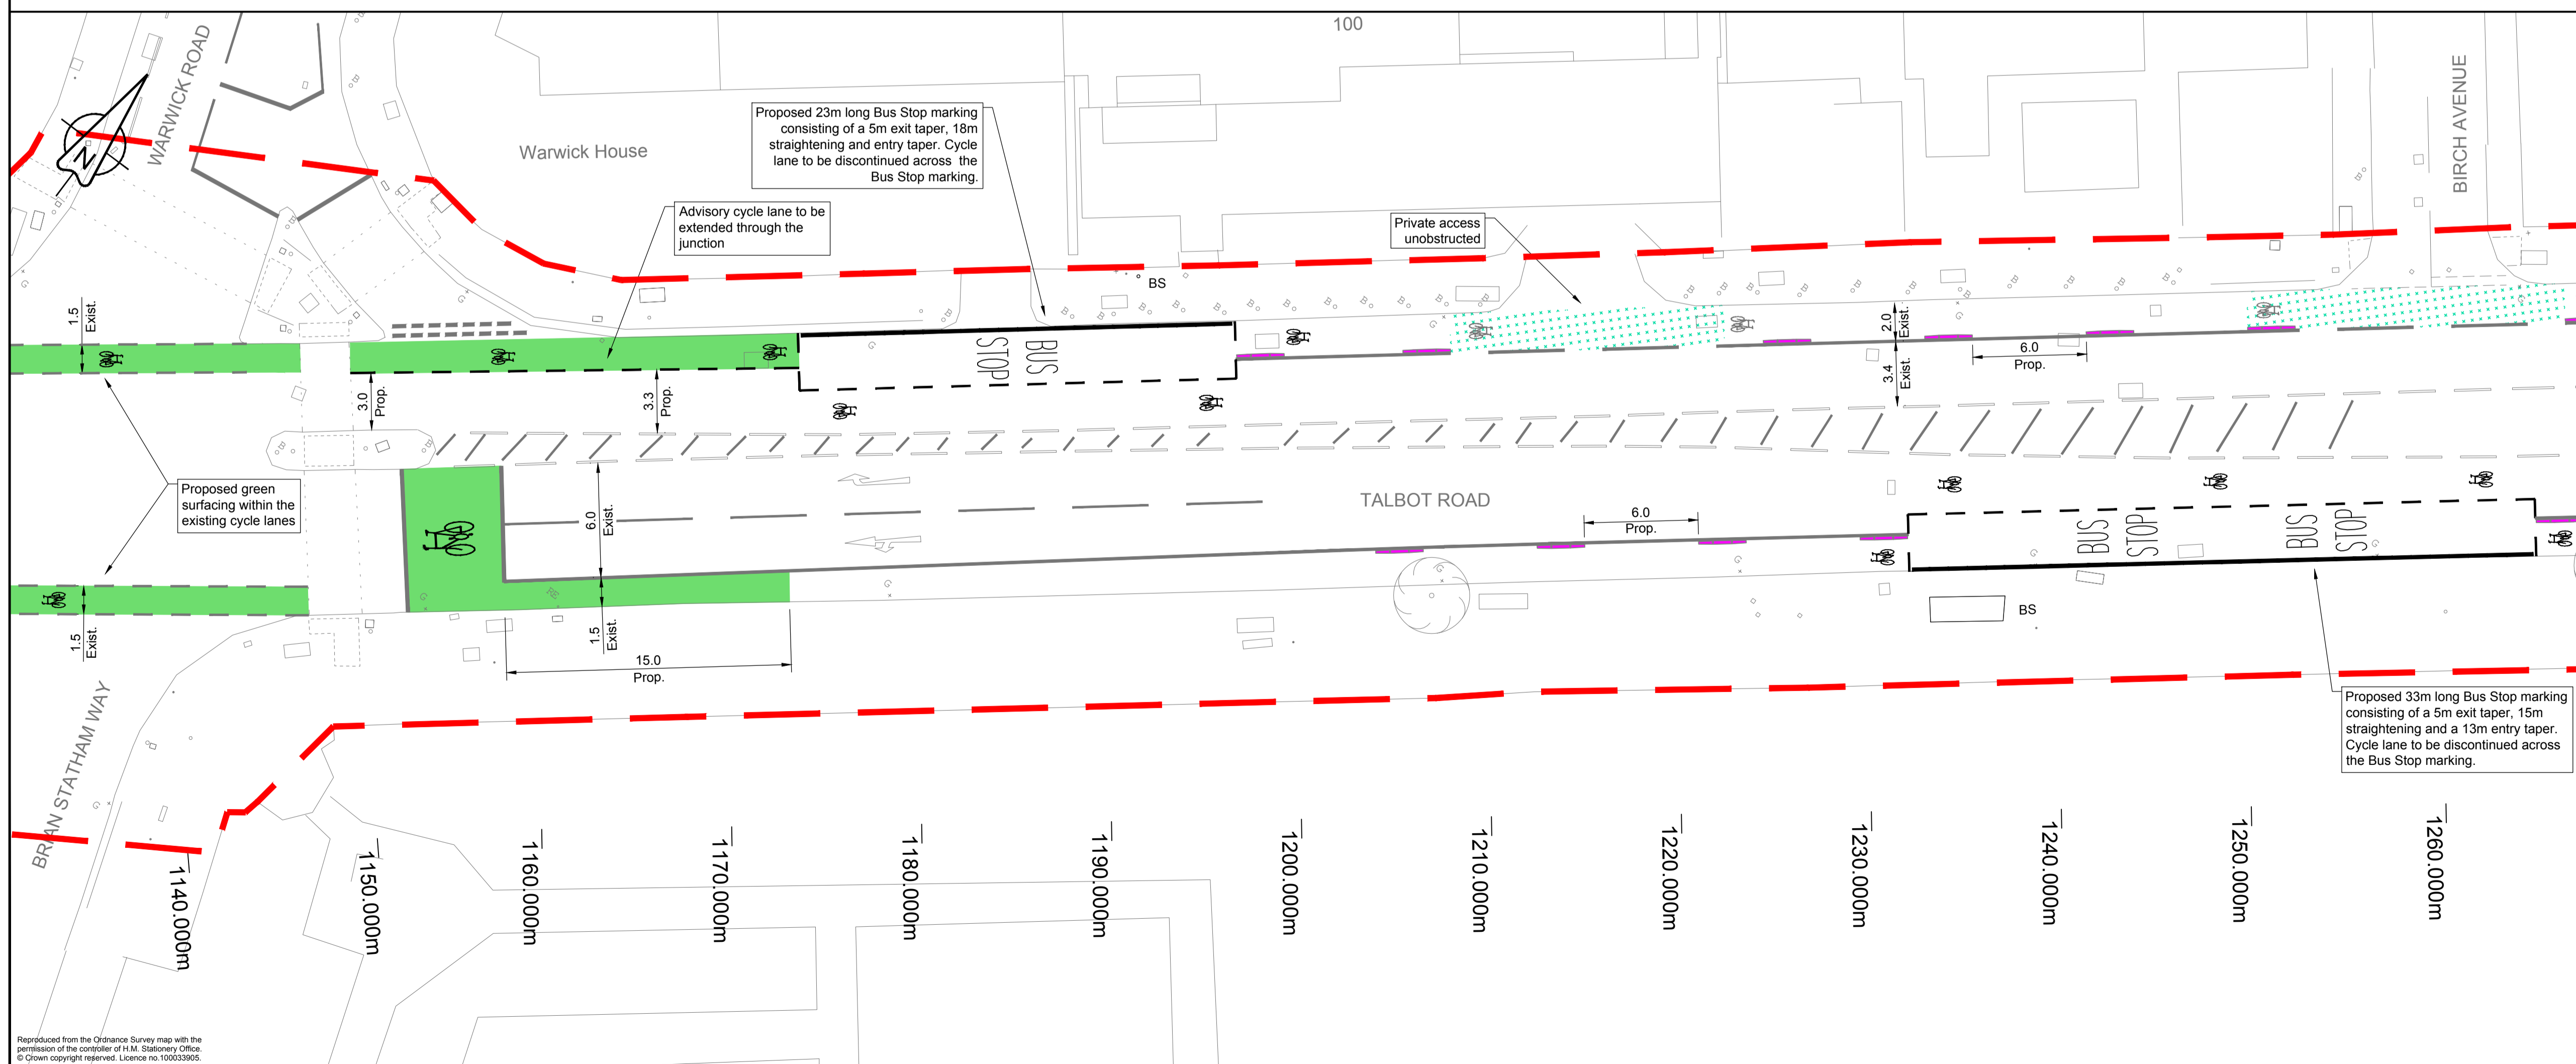 100
WARWICK ROAD
N
Warwick House
BIRCH AVENUE
Proposed 23m long Bus Stop marking
consisting of a 5m exit taper, 18m
straightening and entry taper. Cycle
lane to be discontinued across the
Bus Stop marking.
Advisory cycle lane to be
extended through the
junction
Private access
unobstructed
BS
1.5
Exist.
3.0
Prop.
3.3
Prop.
BUS
STOP
2.0
Exist.
3.4
Exist.
6.0
Prop.
Proposed green
surfacing within the
existing cycle lanes
6.0
Exist.
TALBOT ROAD
6.0
Prop.
BUS
STOP
BUS
STOP
1.5
Exist.
1.5
Exist.
15.0
Prop.
BS
BRIAN STATHAM WAY
Proposed 33m long Bus Stop marking
consisting of a 5m exit taper, 15m
straightening and a 13m entry taper.
Cycle lane to be discontinued across
the Bus Stop marking.
1140.000m
1150.000m
1160.000m
1170.000m
1180.000m
1190.000m
1200.000m
1210.000m
1220.000m
1230.000m
1240.000m
1250.000m
1260.000m
Reproduced from the Ordnance Survey map with the
permission of the controller of H.M. Stationery Office.
© Crown copyright reserved. Licence no.100033905.